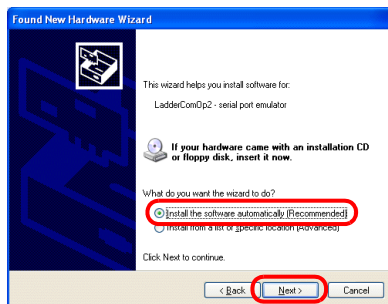 Found New Hardware Wizard
This wizard helps you install software for:
LadderComOp2 - serial port emulator
If your hardware came with an installation CD
or floppy disk, insert it now.
What do you want the wizard to do?
Install the software automatically (Recommended)
Install from a list or specific location (Advanced)
Click Next to continue.
< Back
Next >
Cancel